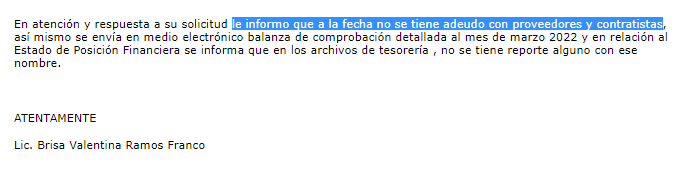 En atención y respuesta a su solicitud le informo que a la fecha no se tiene adeudo con proveedores y contratistas,
así mismo se envía en medio electrónico balanza de comprobación detallada al mes de marzo 2022 y en relación al
Estado de Posición Financiera se informa que en los archivos de tesorería , no se tiene reporte alguno con ese
nombre.
ATENTAMENTE
Lic. Brisa Valentina Ramos Franco